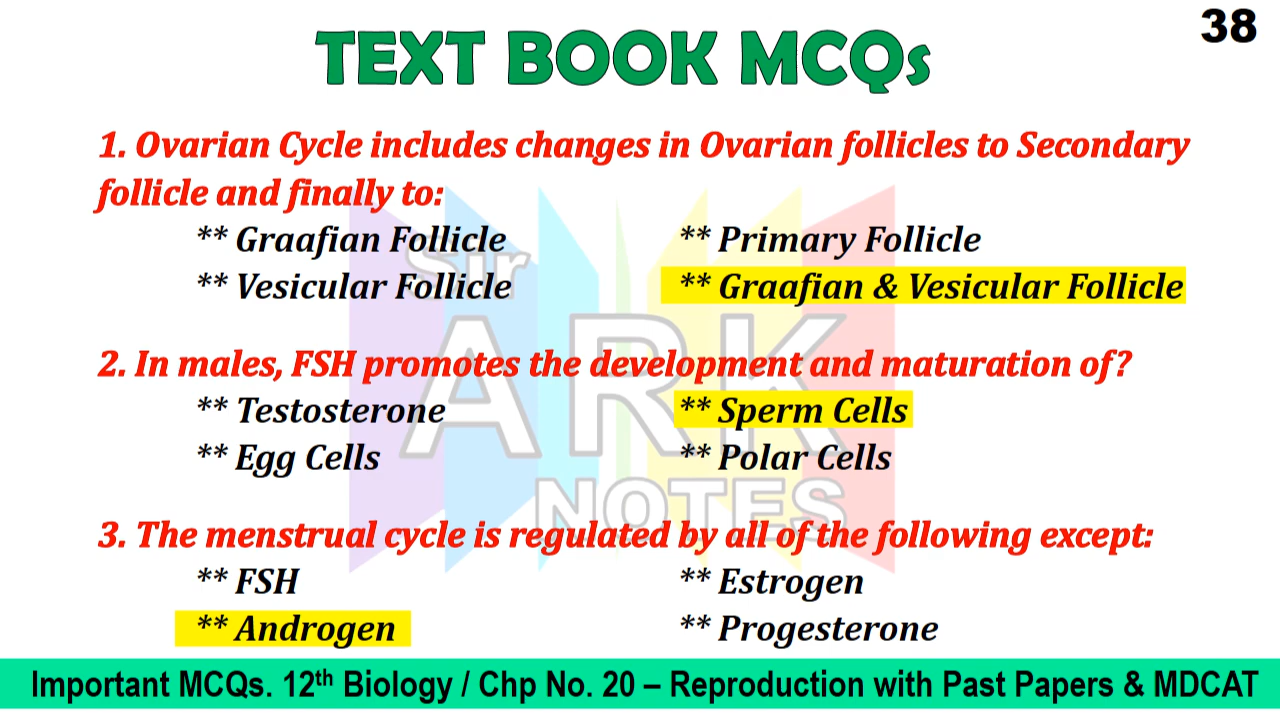 38
TEXT BOOK MCQs
1. Ovarian Cycle includes changes in Ovarian follicles to Secondary
follicle and finally to:
** Graafian Follicle ** Primary Follicle
** Vesicular Follicle ** Graafian & Vesicular Follicle
2. In males, FSH promotes the development and maturation of?
** Testosterone ** Sperm Cells
** Egg Cells ** Polar Cells
3. The menstrual cycle is regulated by all of the following except:
** FSH ** Estrogen
** Androgen ** Progesterone
Sir
ARK
NOTES
Important MCQs. 12th Biology / Chp No. 20 – Reproduction with Past Papers & MDCAT